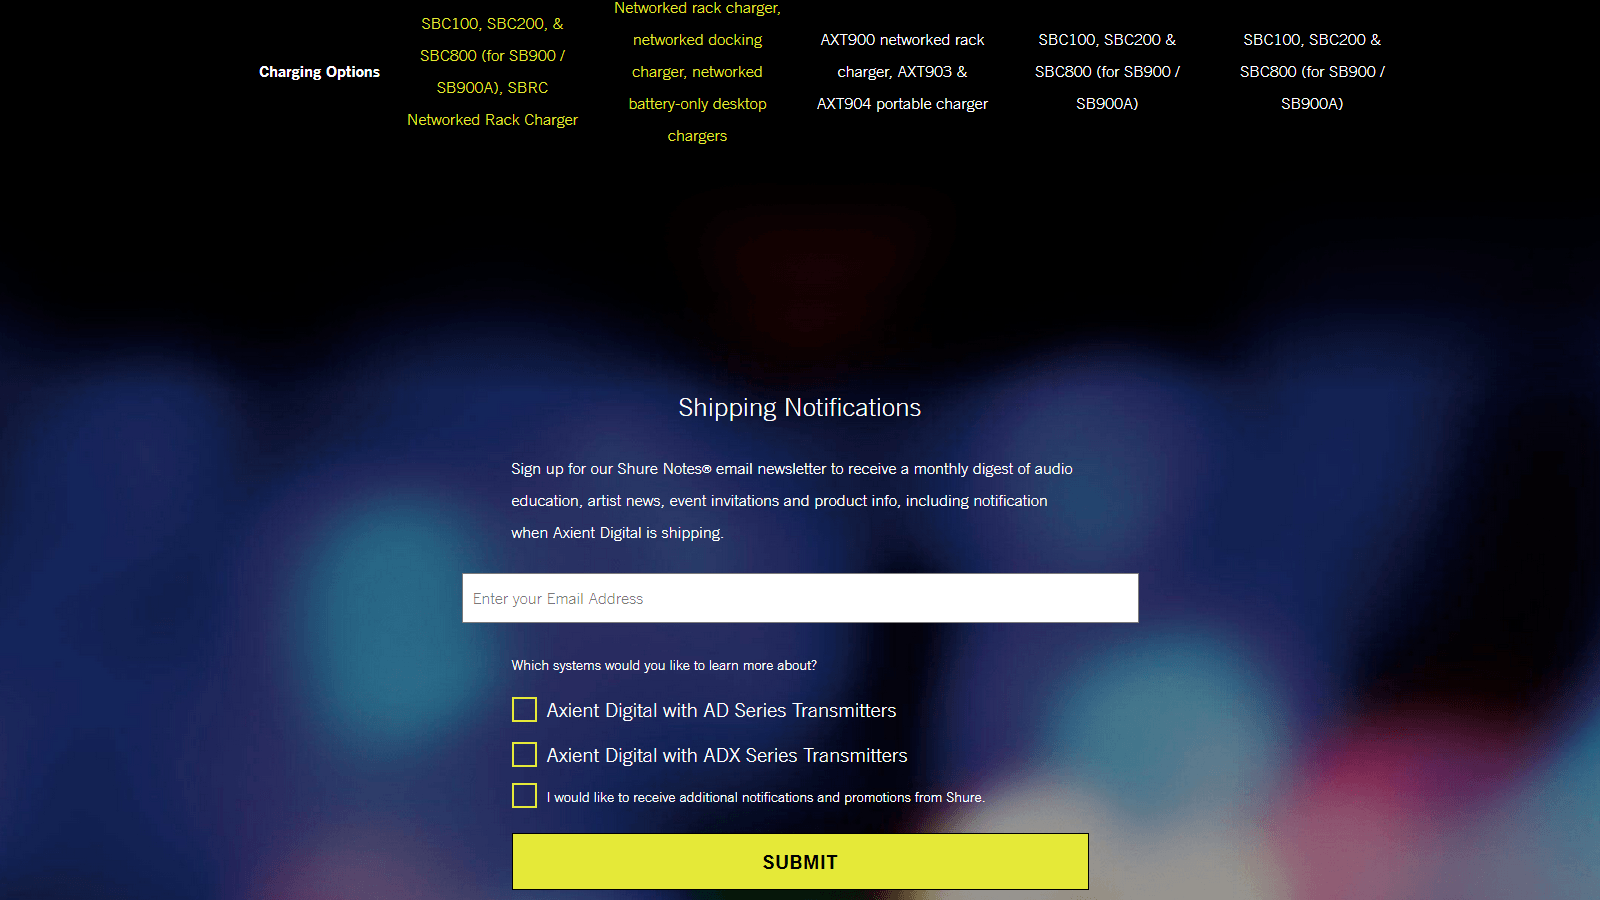 Charging Options
SBC100, SBC200, &
SBC800 (for SB900 /
SB900A), SBRC
Networked Rack Charger
Networked rack charger,
networked docking
charger, networked
battery-only desktop
chargers
AXT900 networked rack
charger, AXT903 &
AXT904 portable charger
SBC100, SBC200 &
SBC800 (for SB900 /
SB900A)
SBC100, SBC200 &
SBC800 (for SB900 /
SB900A)
Shipping Notifications
Sign up for our Shure Notes® email newsletter to receive a monthly digest of audio
education, artist news, event invitations and product info, including notification
when Axient Digital is shipping.
Enter your Email Address
Which systems would you like to learn more about?
Axient Digital with AD Series Transmitters
Axient Digital with ADX Series Transmitters
I would like to receive additional notifications and promotions from Shure.
SUBMIT